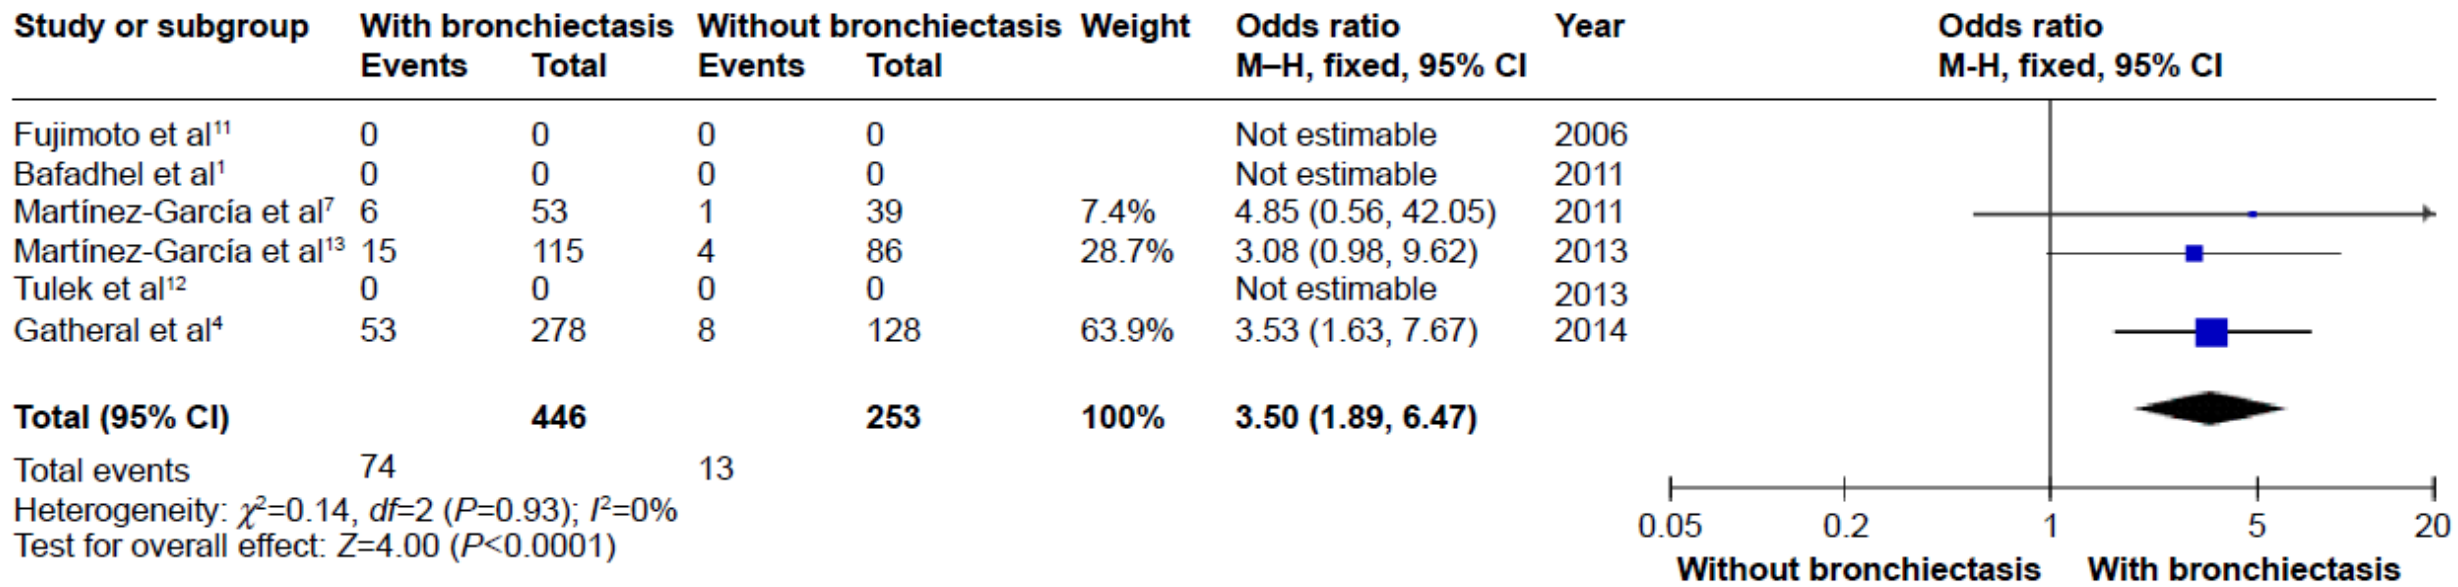 Study or subgroup With bronchiectasis Without bronchiectasis Weight Odds ratio Year Odds ratio
Events Total Events Total M–H, fixed, 95% CI M-H, fixed, 95% CI
Fujimoto et al¹¹ 0 0 0 0 Not estimable 2006
Bafadhel et al¹ 0 0 0 0 Not estimable 2011
Martínez-García et al⁷ 6 53 1 39 7.4% 4.85 (0.56, 42.05) 2011
Martínez-García et al¹³ 15 115 4 86 28.7% 3.08 (0.98, 9.62) 2013
Tulek et al¹² 0 0 0 0 Not estimable 2013
Gatheral et al⁴ 53 278 8 128 63.9% 3.53 (1.63, 7.67) 2014
Total (95% CI) 446 253 100% 3.50 (1.89, 6.47)
Total events 74 13
Heterogeneity: χ²=0.14, df=2 (P=0.93); I²=0%
Test for overall effect: Z=4.00 (P<0.0001)
0.05 0.2 1 5 20
Without bronchiectasis With bronchiectasis